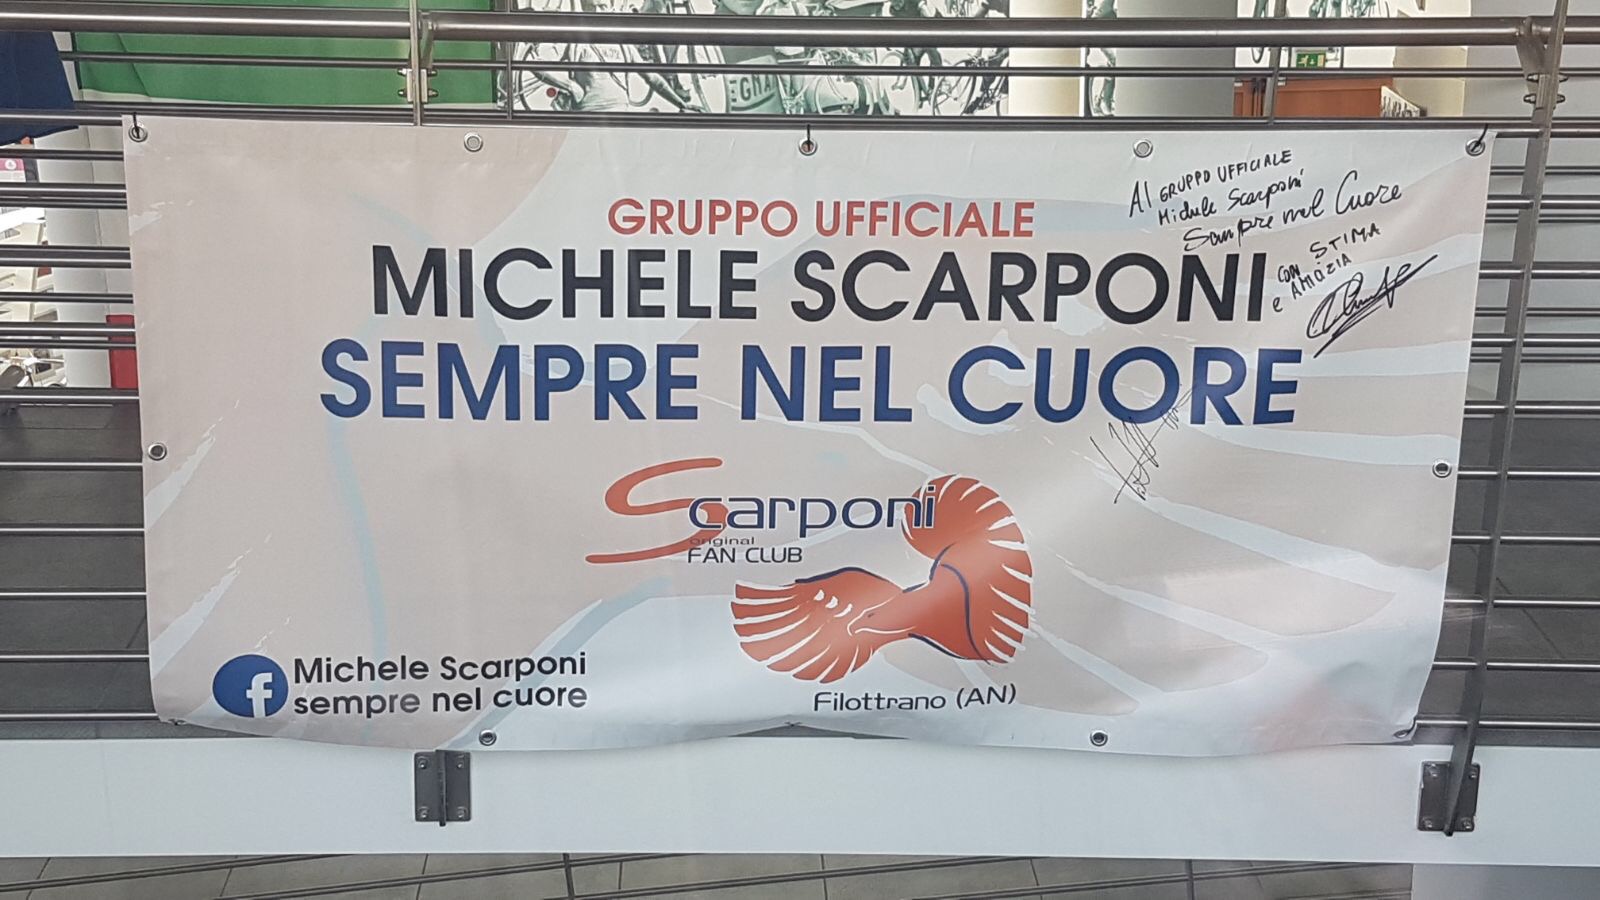 GRUPPO UFFICIALE
MICHELE SCARPONI
SEMPRE NEL CUORE
Al GRUPPO UFFICIALE
Michele Scarponi
Sempre nel Cuore
CON STIMA
e AMICIZIA
Scarponi
original
FAN CLUB
Filottrano (AN)
f Michele Scarponi
sempre nel cuore